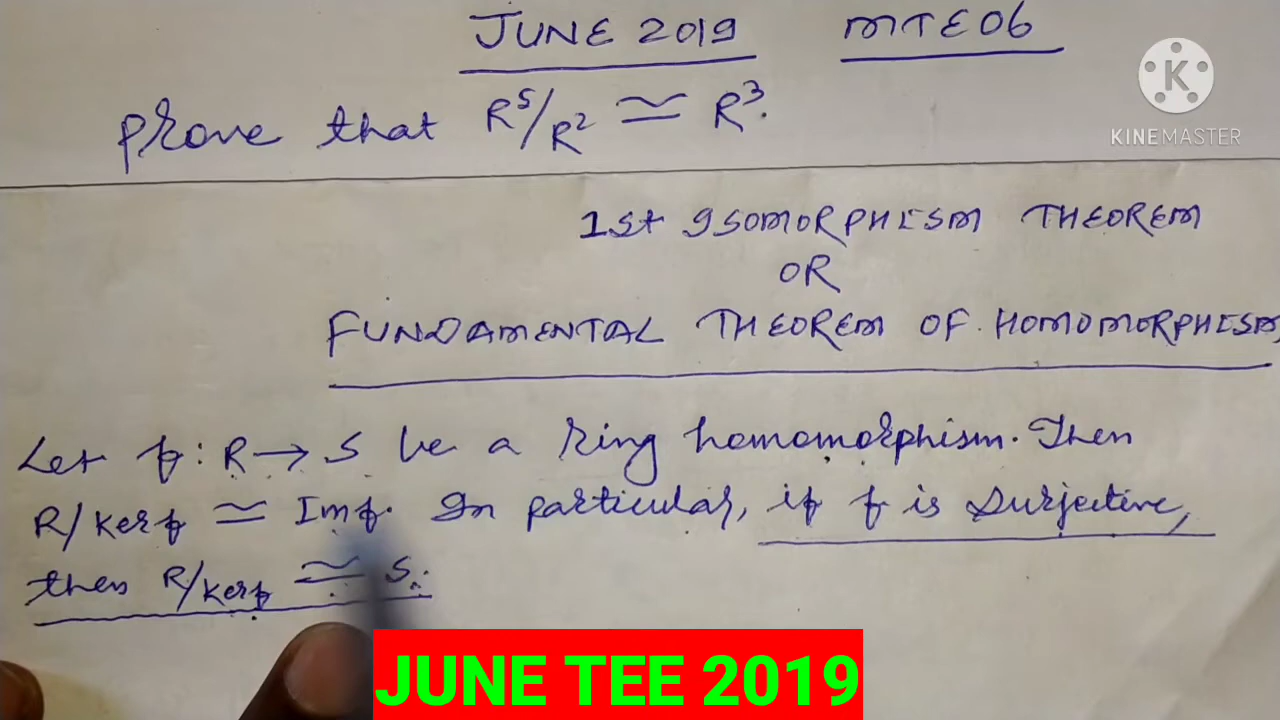 JUNE 2019 MTE06
K
KINEMASTER
Prove that R⁵/R² ≃ R³.
1St ISOMORPHISM THEOREM
OR
FUNDAMENTAL THEOREM OF HOMOMORPHISM
Let f: R → S be a ring homomorphism. Then
R/Kerf ≃ Imf. In particular, if f is surjective,
then R/Kerf ≃ S.
JUNE TEE 2019